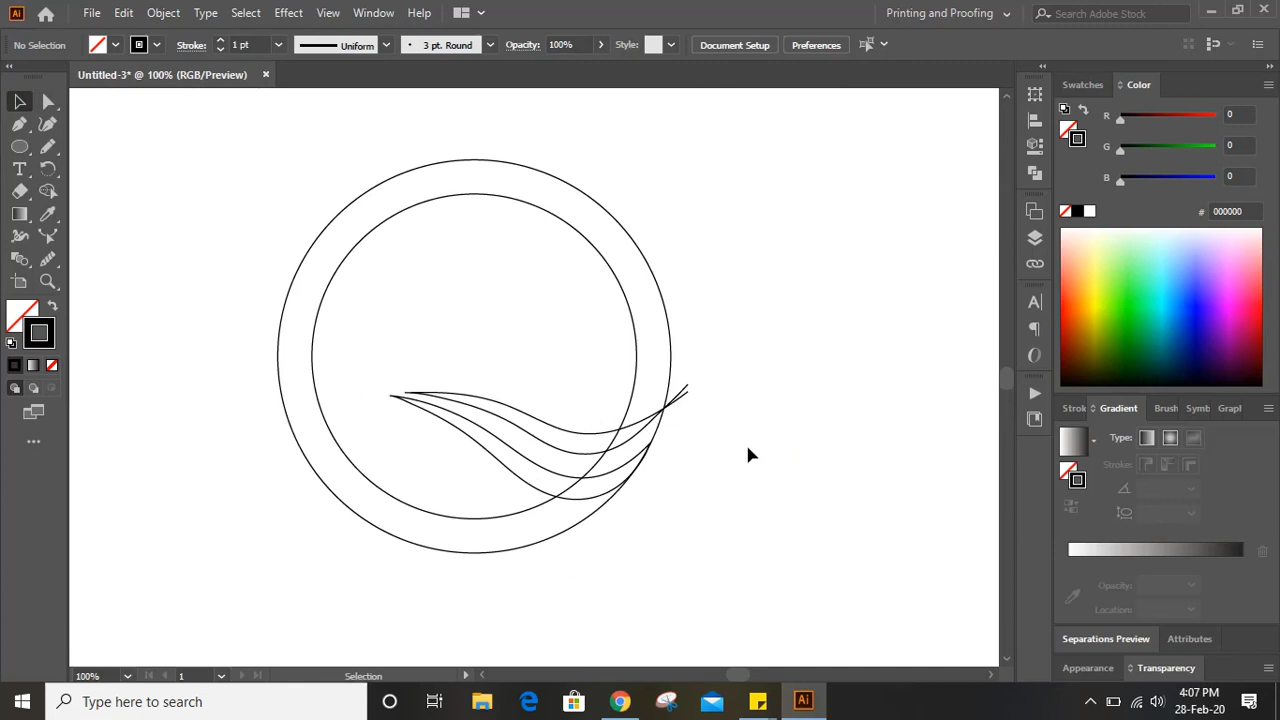 File Edit Object Type Select Effect View Window Help Printing and Proofing Search Adobe Stock
No Selection Stroke: 1 pt Uniform 3 pt. Round Opacity: 100% Style: Document Setup Preferences
Untitled-3* @ 100% (RGB/Preview)
Swatches Color
R 0
G 0
B 0
# 000000
Strok Gradient Brush Symb Grapl
Type:
Stroke:
Opacity:
Location:
Separations Preview Attributes
Appearance Transparency
100% 1 Selection
Type here to search
4:07 PM
28-Feb-20